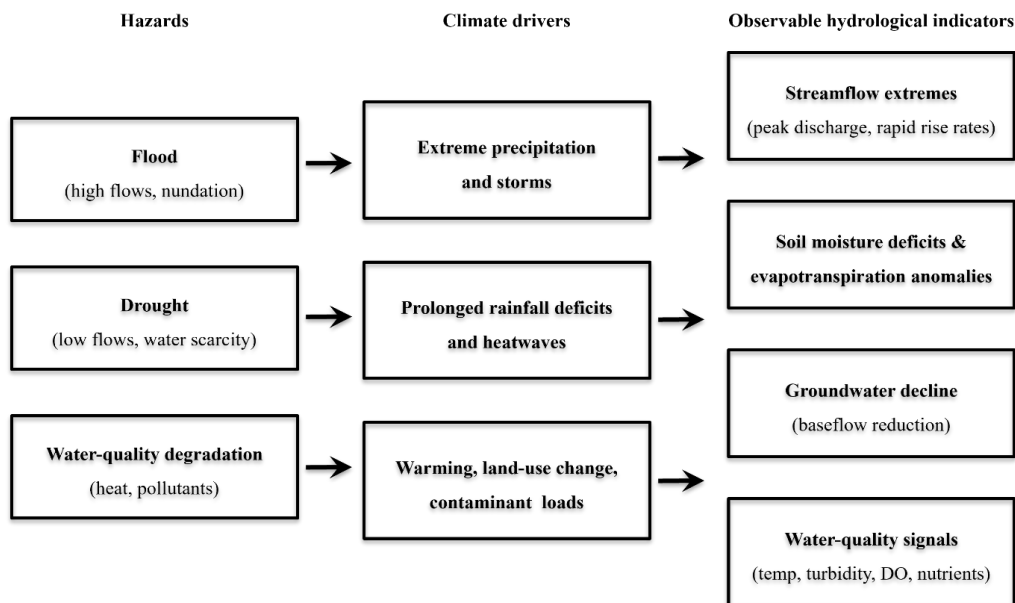 Hazards
Climate drivers
Observable hydrological indicators
Flood
(high flows, nundation)
Extreme precipitation
and storms
Streamflow extremes
(peak discharge, rapid rise rates)
Soil moisture deficits &
evapotranspiration anomalies
Drought
(low flows, water scarcity)
Prolonged rainfall deficits
and heatwaves
Groundwater decline
(baseflow reduction)
Water-quality degradation
(heat, pollutants)
Warming, land-use change,
contaminant loads
Water-quality signals
(temp, turbidity, DO, nutrients)